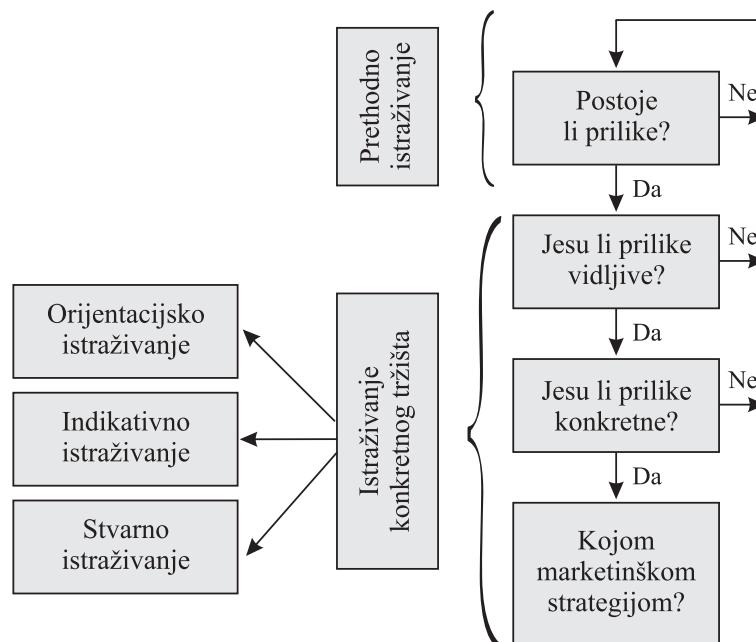 Prethodno
istraživanje
Postoje
li prilike?
Ne
Da
Jesu li prilike
vidljive?
Ne
Da
Orijentacijsko
istraživanje
Indikativno
istraživanje
Stvarno
istraživanje
Istraživanje
konkretnog tržišta
Jesu li prilike
konkretne?
Ne
Da
Kojom
marketinškom
strategijom?